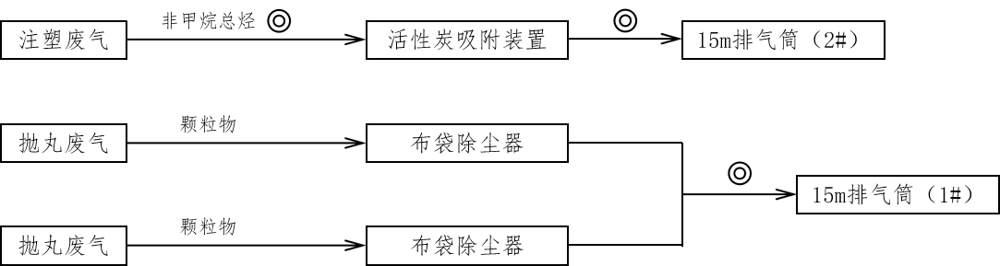 注塑废气
非甲烷总烃
活性炭吸附装置
15m排气筒（2#）
抛丸废气
颗粒物
布袋除尘器
15m排气筒（1#）
抛丸废气
颗粒物
布袋除尘器